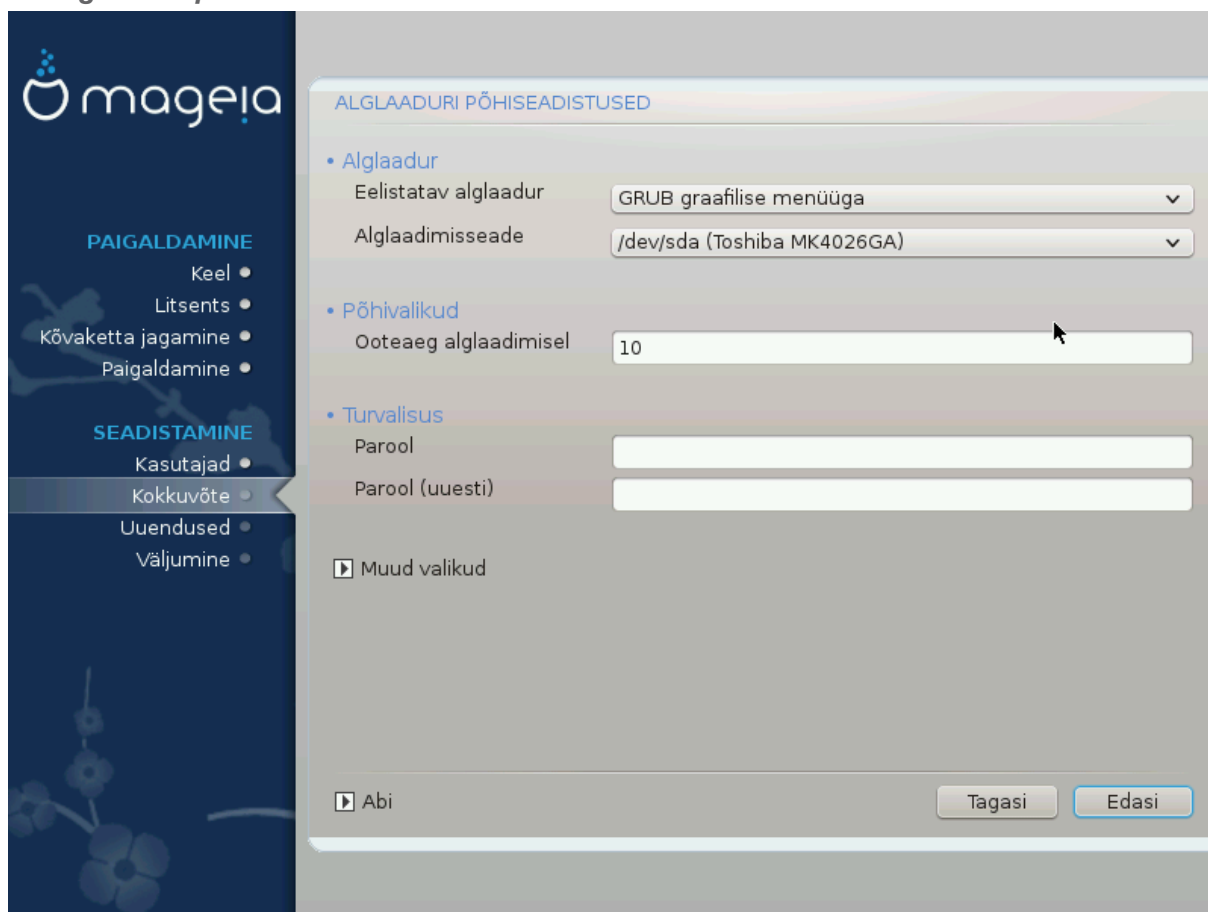 mageia
PAIGALDAMINE
Keel
Litsents
Kõvaketta jagamine
Paigaldamine
SEADISTAMINE
Kasutajad
Kokkuvõte
Uuendused
Väljumine
ALGLAADURI PÕHISEADISTUSED
• Alglaadur
Eelistatav alglaadur GRUB graafilise menüüga
Alglaadimisseade /dev/sda (Toshiba MK4026GA)
• Põhivalikud
Ooteaeg alglaadimisel 10
• Turvalisus
Parool
Parool (uuesti)
Muud valikud
Abi Tagasi Edasi